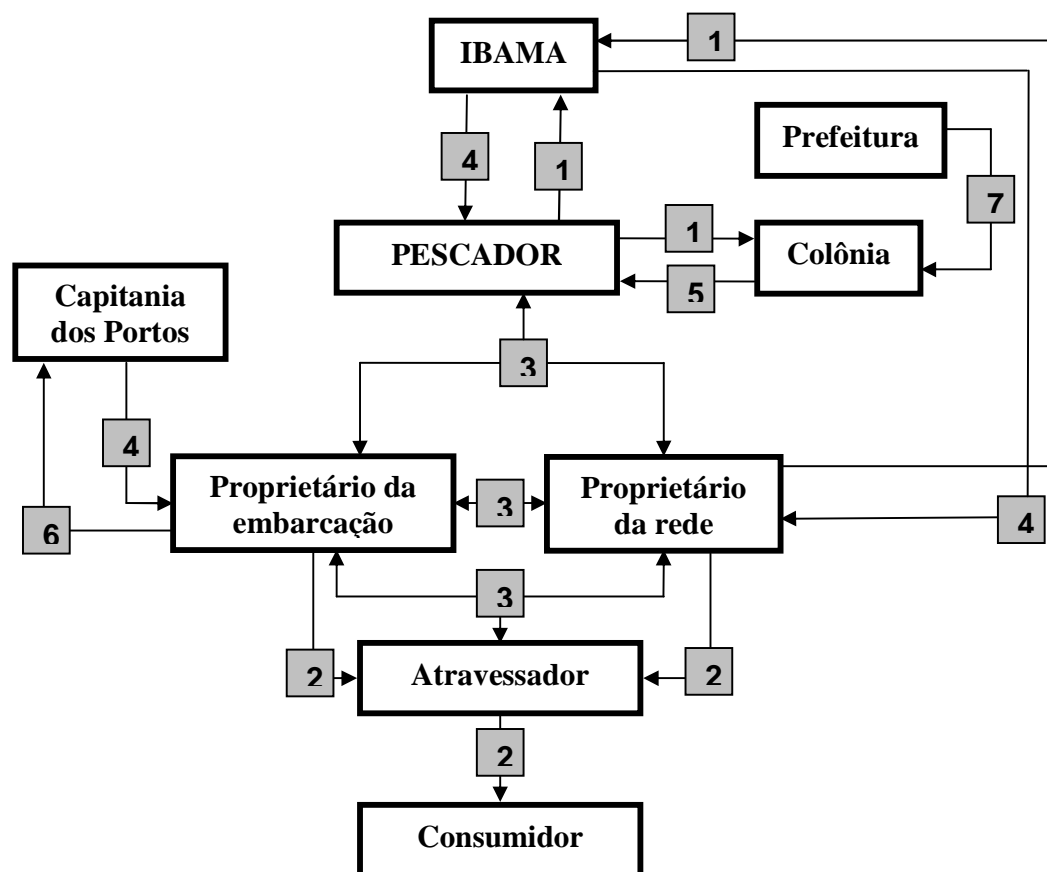 1
IBAMA
Prefeitura
4
1
7
1
PESCADOR
Colônia
5
Capitania
dos Portos
3
4
Proprietário da
embarcação
3
Proprietário
da rede
6
4
3
2
Atravessador
2
2
Consumidor